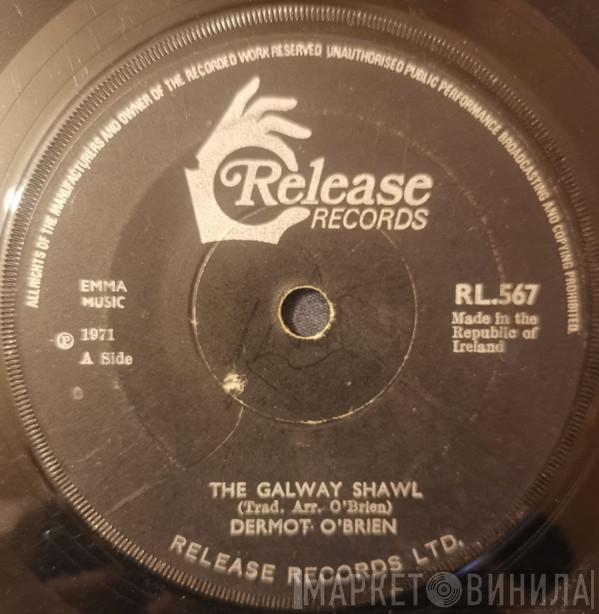 ALL RIGHTS OF THE MANUFACTURERS AND OWNER OF THE RECORDED WORK RESERVED UNAUTHORISED PUBLIC PERFORMANCE BROADCASTING AND COPYING PROHIBITED.
Release
RECORDS
EMMA
MUSIC
℗ 1971
A Side
RL.567
Made in the
Republic of
Ireland
THE GALWAY SHAWL
(Trad. Arr. O'Brien)
DERMOT O'BRIEN
RELEASE RECORDS LTD.
МАРКЕТ ВИНИЛА